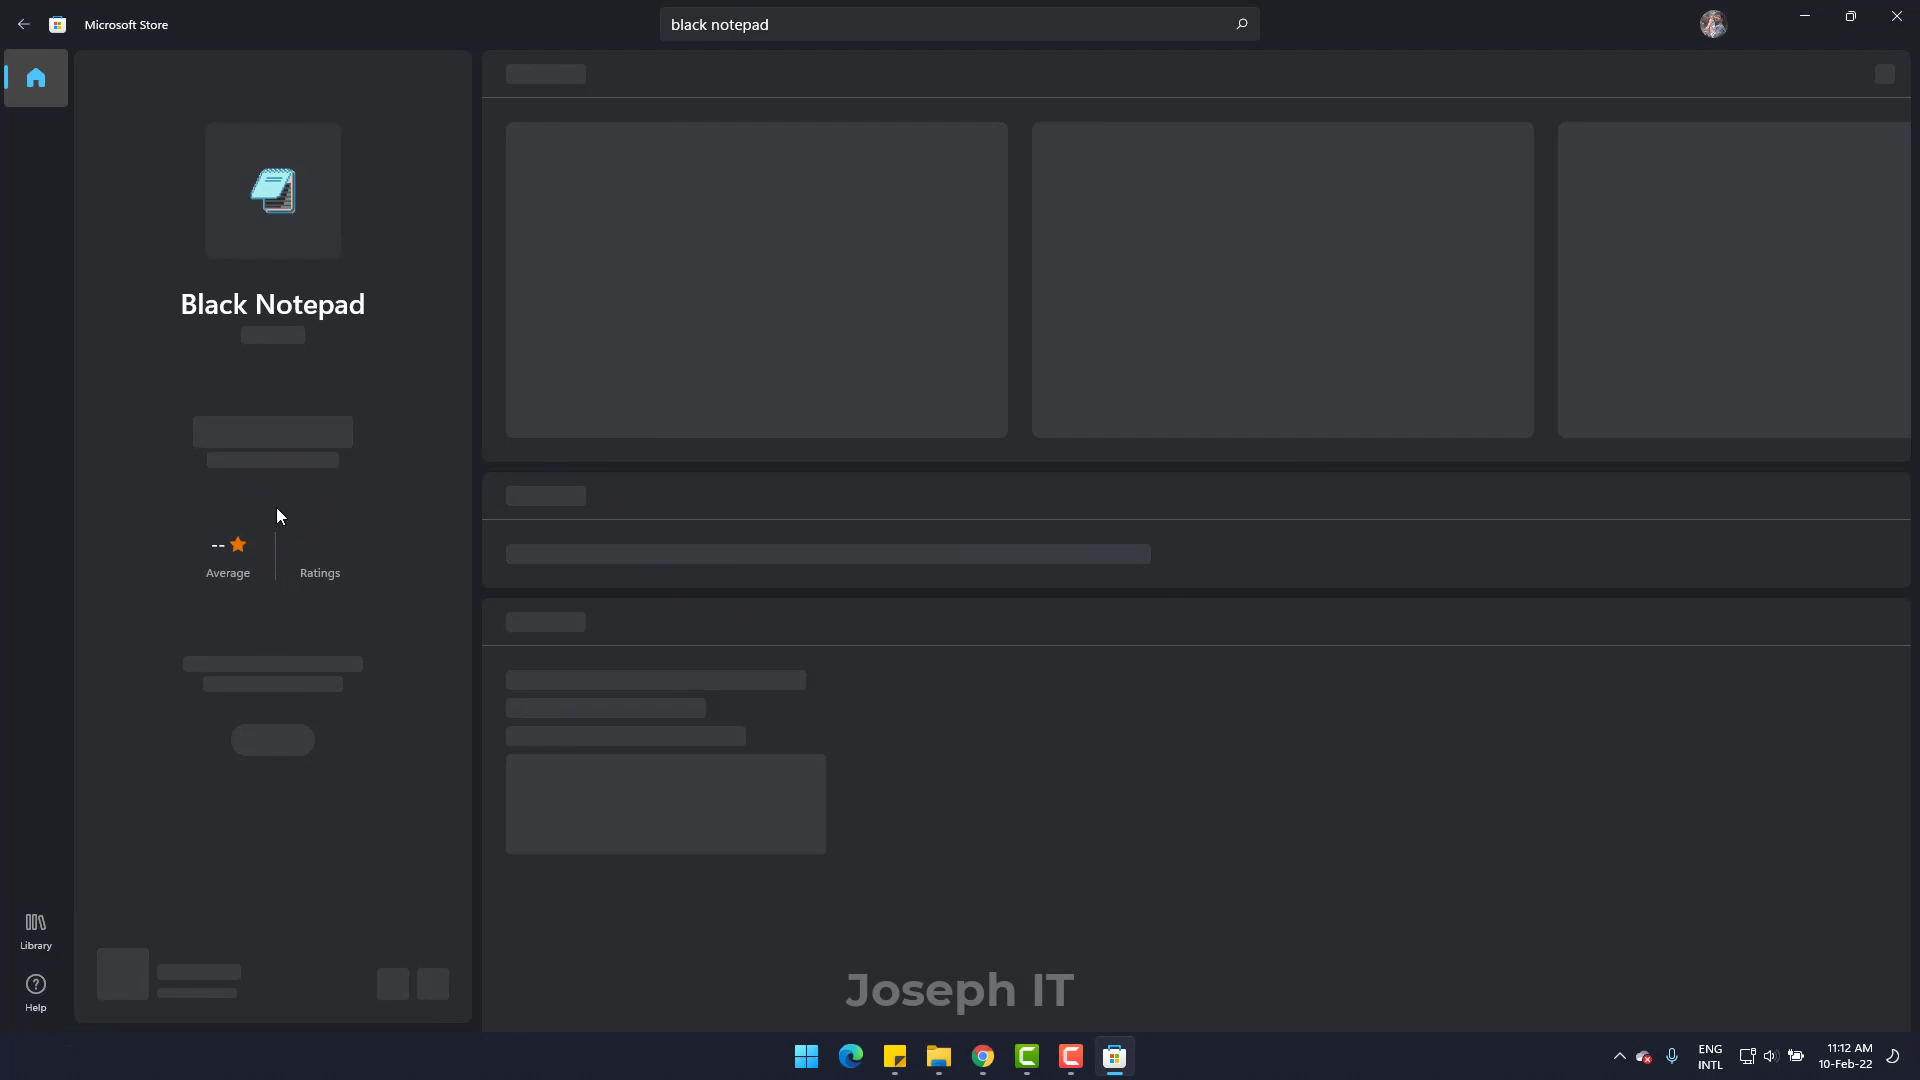 Microsoft Store
black notepad
Black Notepad
--
Average
Ratings
Library
Help
Joseph IT
ENG
INTL
11:12 AM
10-Feb-22